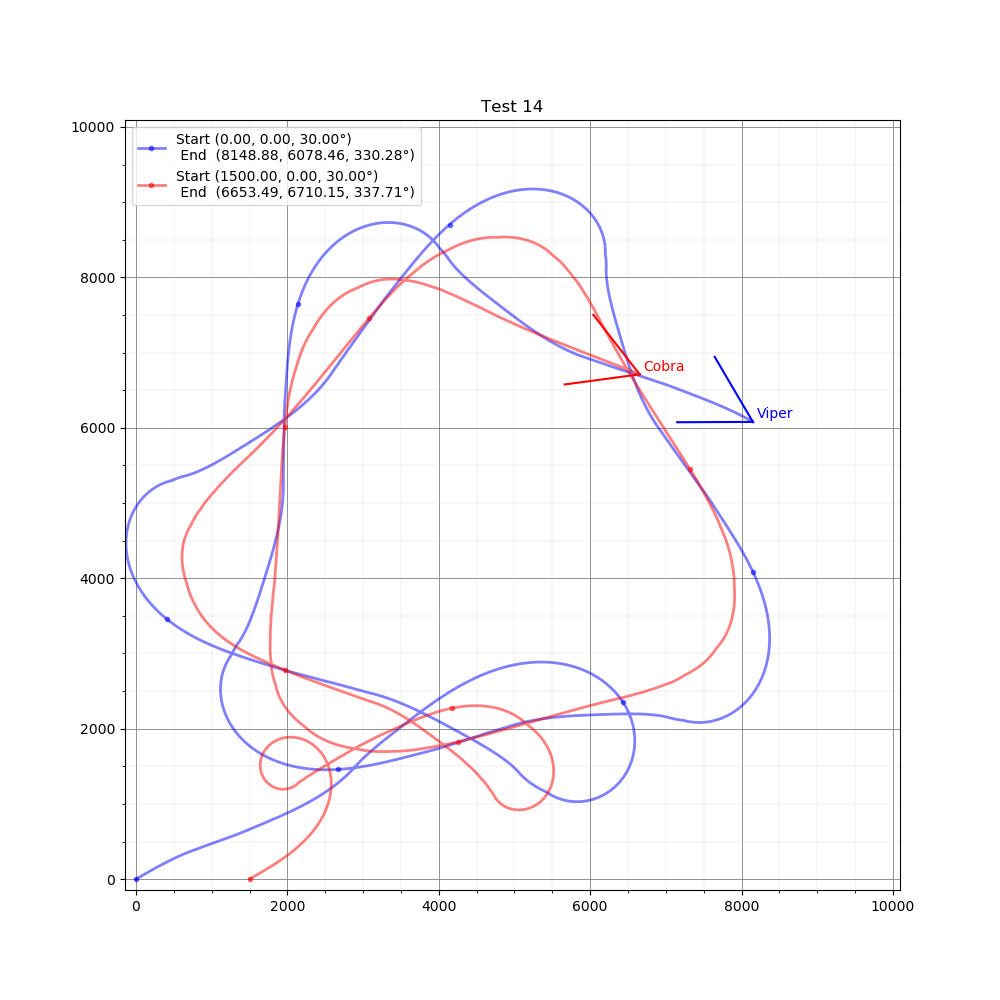 Test 14
10000
8000
6000
4000
2000
0
Start (0.00, 0.00, 30.00°)
End  (8148.88, 6078.46, 330.28°)
Start (1500.00, 0.00, 30.00°)
End  (6653.49, 6710.15, 337.71°)
Cobra
Viper
0 2000 4000 6000 8000 10000